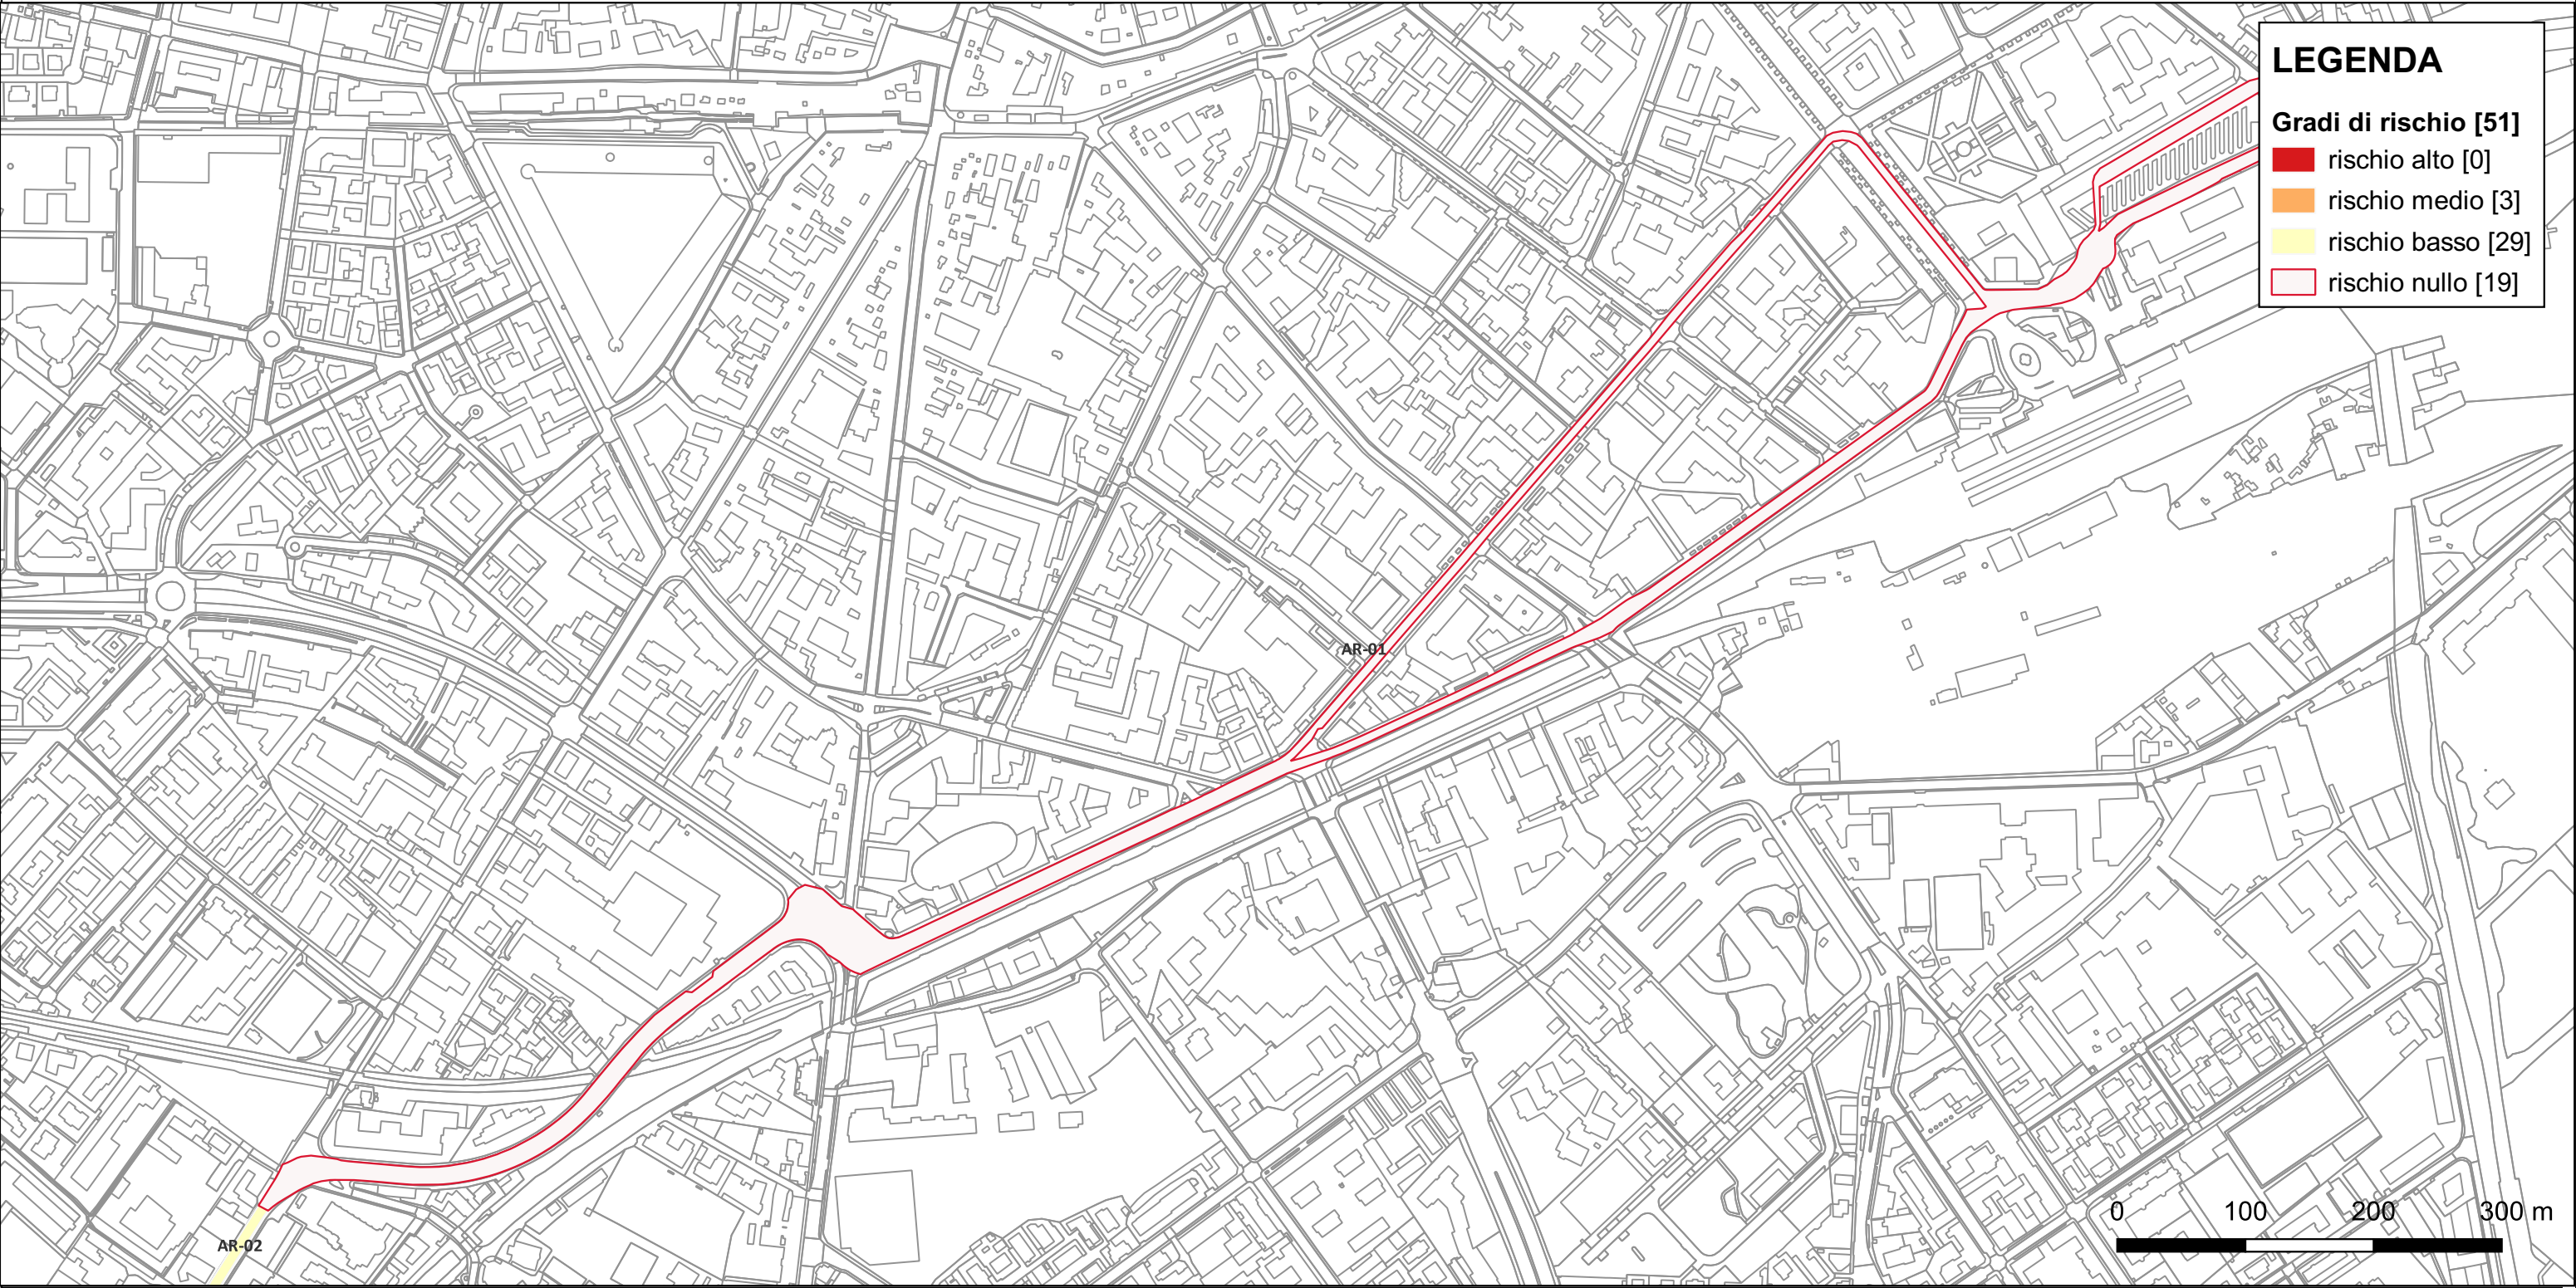 LEGENDA
Gradi di rischio [51]
rischio alto [0]
rischio medio [3]
rischio basso [29]
rischio nullo [19]
AR-01
AR-02
0 100 200 300 m